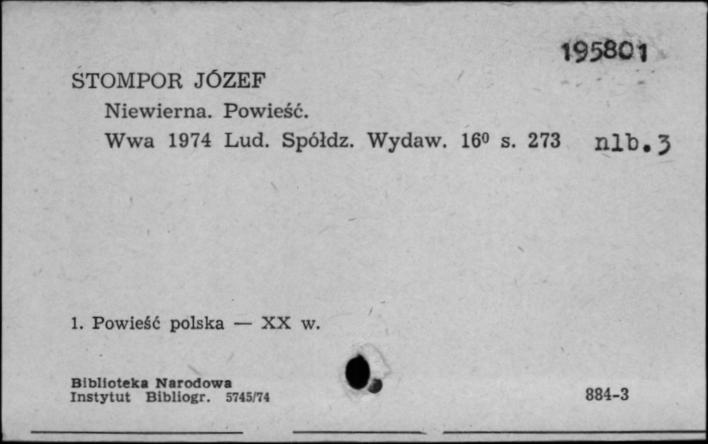 195801
STOMPOR JÓZEF
Niewierna. Powieść.
Wwa 1974 Lud. Spółdz. Wydaw. 16⁰ s. 273 nlb. 3
1. Powieść polska — XX w.
Biblioteka Narodowa
Instytut Bibliogr. 5745/74
884-3